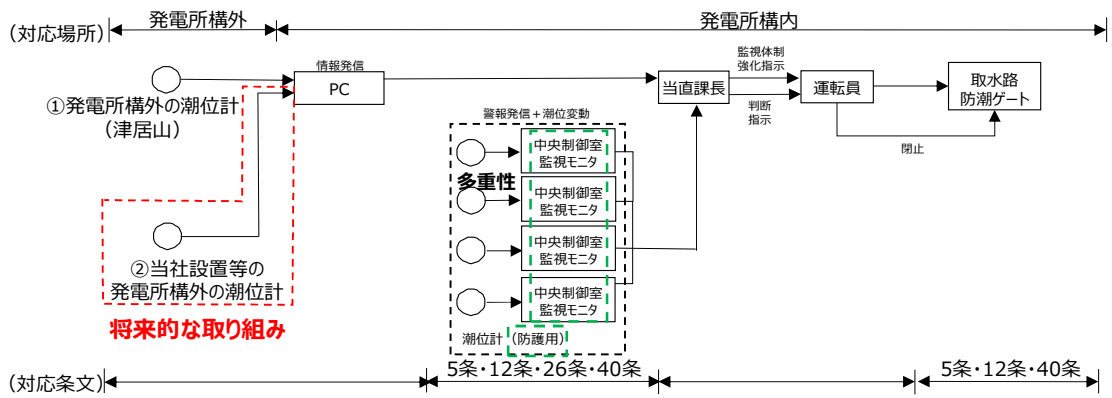 (対応場所)
発電所構外
発電所構内
①発電所構外の潮位計
(津居山)
情報発信
PC
当直課長
監視体制
強化指示
判断
指示
運転員
取水路
防潮ゲート
閉止
警報発信+潮位変動
多重性
中央制御室
監視モニタ
中央制御室
監視モニタ
中央制御室
監視モニタ
中央制御室
監視モニタ
潮位計 (防護用)
②当社設置等の
発電所構外の潮位計
将来的な取り組み
(対応条文)
5条・12条・26条・40条
5条・12条・40条